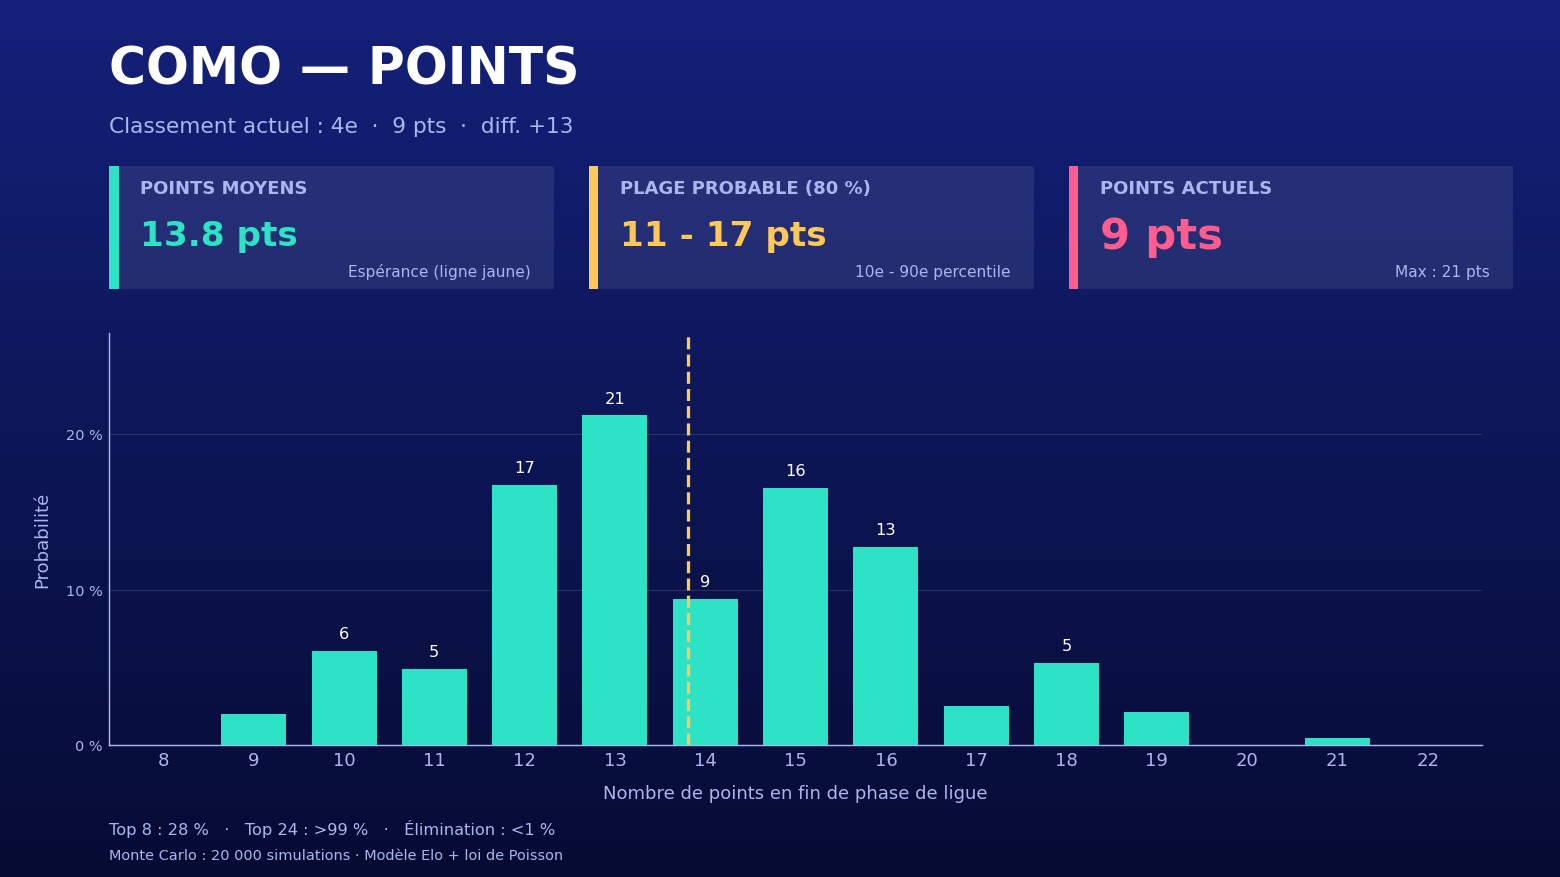 COMO — POINTS
Classement actuel : 4e · 9 pts · diff. +13
POINTS MOYENS
13.8 pts
Espérance (ligne jaune)
PLAGE PROBABLE (80 %)
11 - 17 pts
10e - 90e percentile
POINTS ACTUELS
9 pts
Max : 21 pts
Probabilité
20 %
10 %
0 %
6
5
17
21
9
16
13
5
8 9 10 11 12 13 14 15 16 17 18 19 20 21 22
Nombre de points en fin de phase de ligue
Top 8 : 28 % · Top 24 : >99 % · Élimination : <1 %
Monte Carlo : 20 000 simulations · Modèle Elo + loi de Poisson